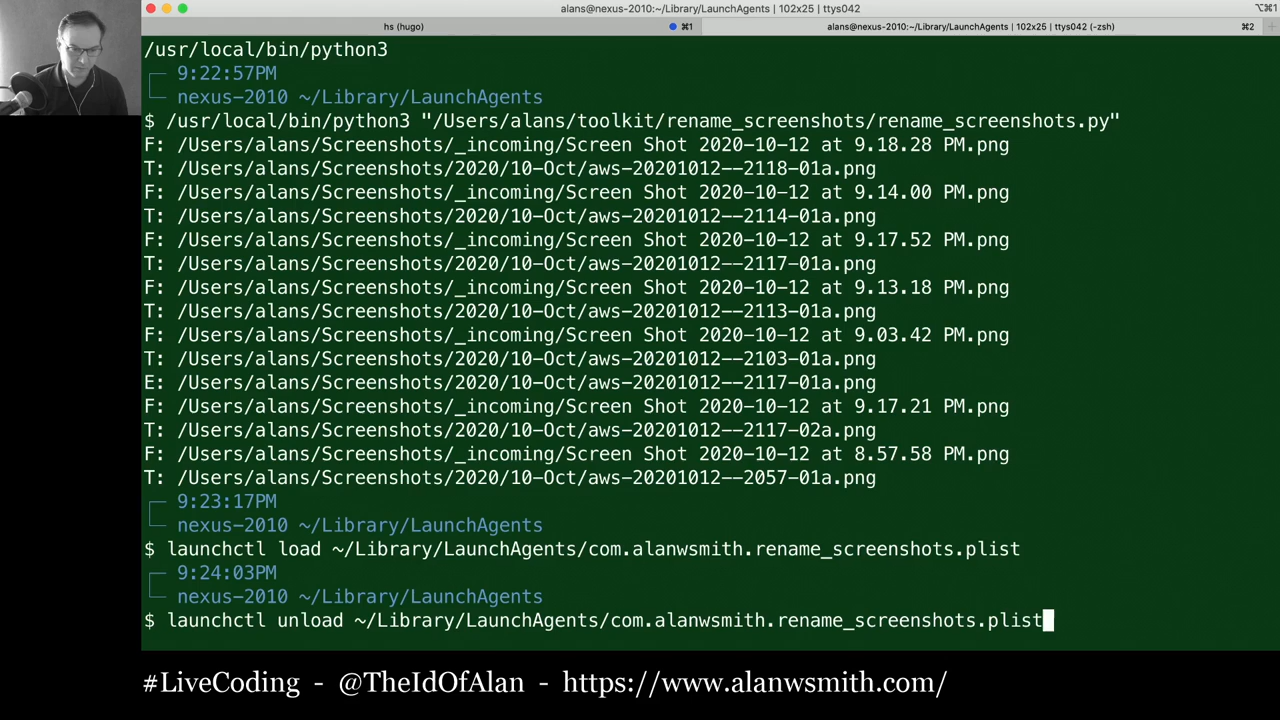 alans@nexus-2010:~/Library/LaunchAgents | 102x25 | ttys042
⌥⌘1
hs (hugo)
⌘1
alans@nexus-2010:~/Library/LaunchAgents | 102x25 | ttys042 (-zsh)
⌘2
/usr/local/bin/python3
9:22:57PM
nexus-2010 ~/Library/LaunchAgents
$ /usr/local/bin/python3 "/Users/alans/toolkit/rename_screenshots/rename_screenshots.py"
F: /Users/alans/Screenshots/_incoming/Screen Shot 2020-10-12 at 9.18.28 PM.png
T: /Users/alans/Screenshots/2020/10-Oct/aws-20201012--2118-01a.png
F: /Users/alans/Screenshots/_incoming/Screen Shot 2020-10-12 at 9.14.00 PM.png
T: /Users/alans/Screenshots/2020/10-Oct/aws-20201012--2114-01a.png
F: /Users/alans/Screenshots/_incoming/Screen Shot 2020-10-12 at 9.17.52 PM.png
T: /Users/alans/Screenshots/2020/10-Oct/aws-20201012--2117-01a.png
F: /Users/alans/Screenshots/_incoming/Screen Shot 2020-10-12 at 9.13.18 PM.png
T: /Users/alans/Screenshots/2020/10-Oct/aws-20201012--2113-01a.png
F: /Users/alans/Screenshots/_incoming/Screen Shot 2020-10-12 at 9.03.42 PM.png
T: /Users/alans/Screenshots/2020/10-Oct/aws-20201012--2103-01a.png
E: /Users/alans/Screenshots/2020/10-Oct/aws-20201012--2117-01a.png
F: /Users/alans/Screenshots/_incoming/Screen Shot 2020-10-12 at 9.17.21 PM.png
T: /Users/alans/Screenshots/2020/10-Oct/aws-20201012--2117-02a.png
F: /Users/alans/Screenshots/_incoming/Screen Shot 2020-10-12 at 8.57.58 PM.png
T: /Users/alans/Screenshots/2020/10-Oct/aws-20201012--2057-01a.png
9:23:17PM
nexus-2010 ~/Library/LaunchAgents
$ launchctl load ~/Library/LaunchAgents/com.alanwsmith.rename_screenshots.plist
9:24:03PM
nexus-2010 ~/Library/LaunchAgents
$ launchctl unload ~/Library/LaunchAgents/com.alanwsmith.rename_screenshots.plist
#LiveCoding - @TheIdOfAlan - https://www.alanwsmith.com/